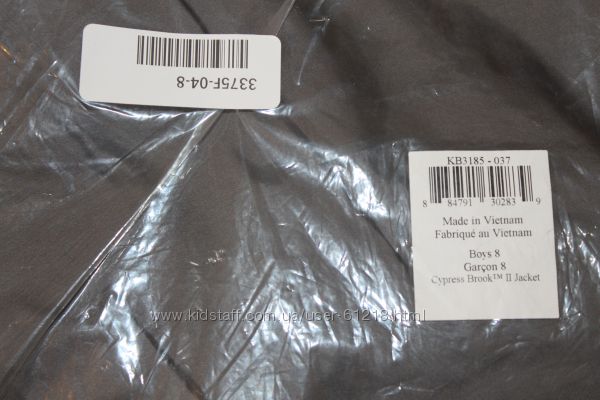 3375F-04-8
KB3185 - 037
8 84791 30283 9
Made in Vietnam
Fabriqué au Vietnam
Boys 8
Garçon 8
Cypress Brook™ II Jacket
www.kidstaff.com.ua/user-61218.html